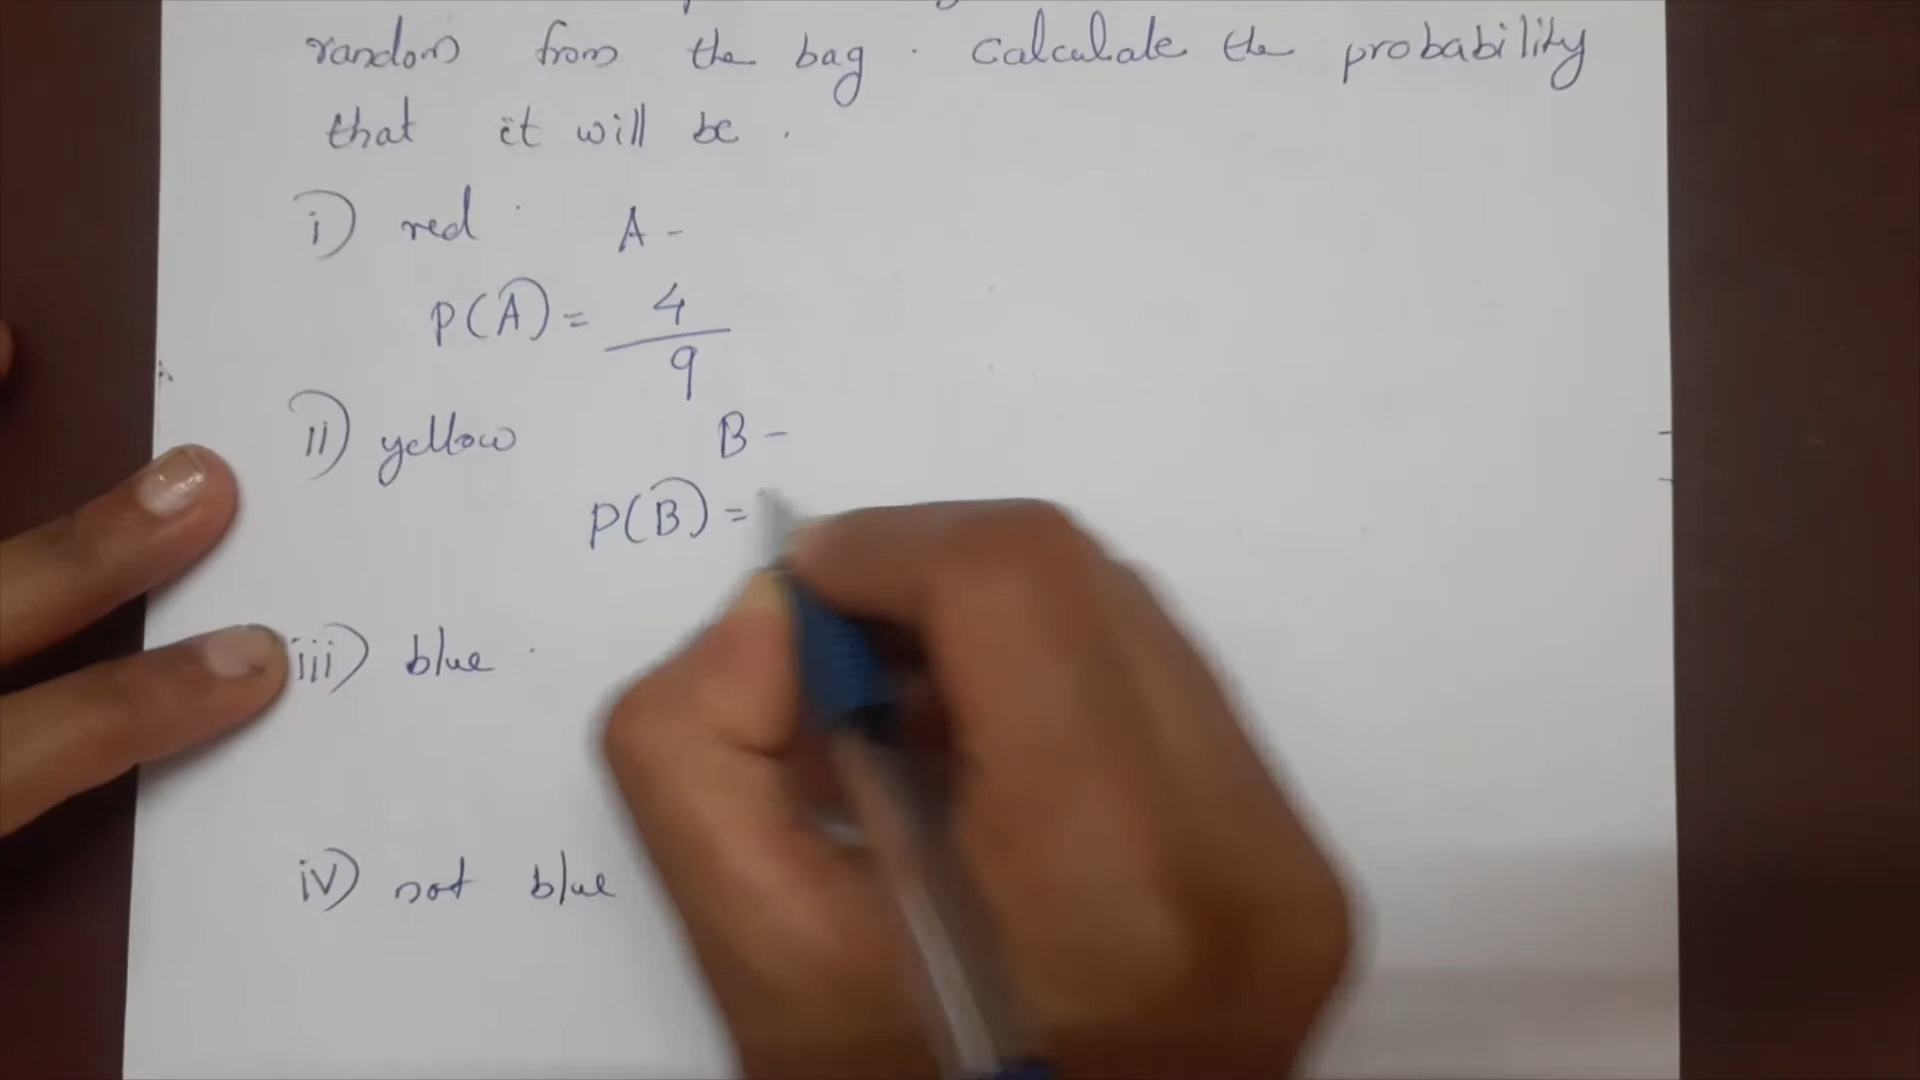 random from the bag . Calculate the probability
that it will be .
i) red . A -
P(A) = 4/9
ii) yellow B -
P(B) =
iii) blue .
iv) not blue